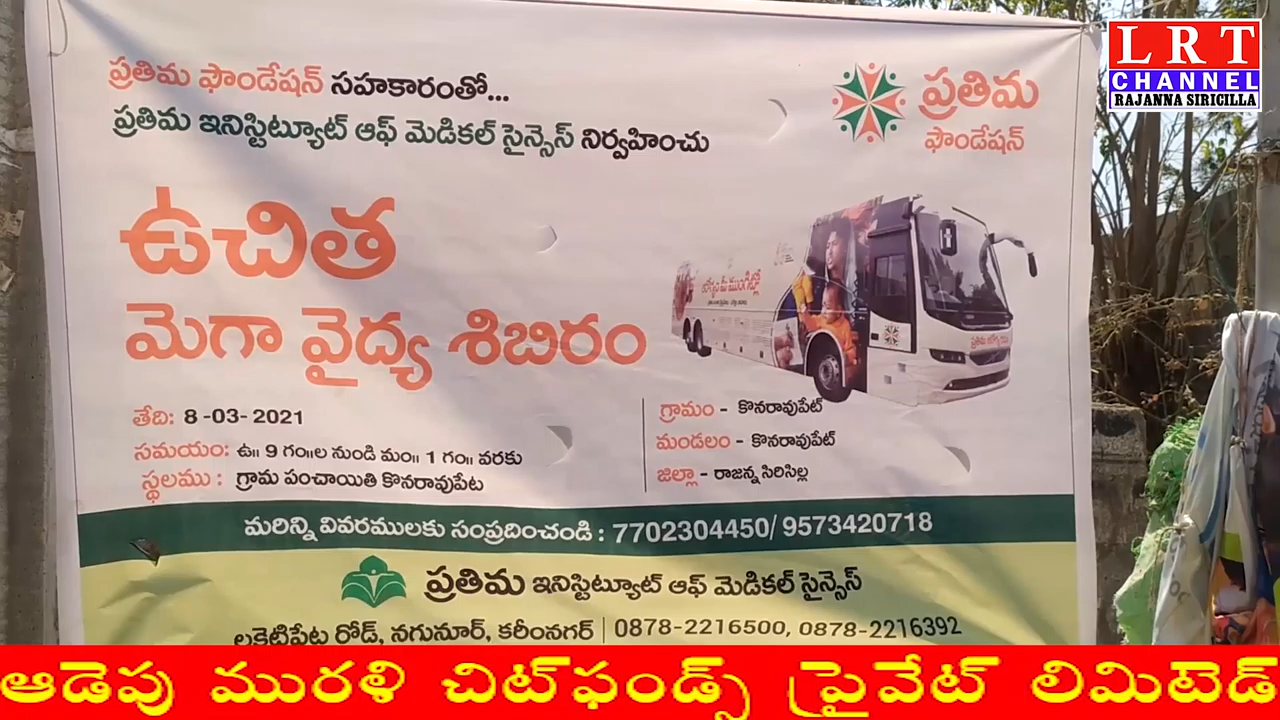 LRT
CHANNEL
RAJANNA SIRICILLA
ప్రతిమ ఫౌండేషన్ సహకారంతో...
ప్రతిమ ఇనిస్టిట్యూట్ ఆఫ్ మెడికల్ సైన్సెస్ నిర్వహించు
ప్రతిమ
ఫౌండేషన్
ఉచిత
మెగా వైద్య శిబిరం
తేది: 8-03-2021
సమయం: ఉ॥ 9 గం॥ల నుండి మం॥ 1 గం॥ వరకు
స్థలము : గ్రామ పంచాయితి కొనరావుపేట
గ్రామం - కొనరావుపేట్
మండలం - కొనరావుపేట్
జిల్లా - రాజన్న సిరిసిల్ల
మరిన్ని వివరములకు సంప్రదించండి : 7702304450/ 9573420718
ప్రతిమ ఇనిస్టిట్యూట్ ఆఫ్ మెడికల్ సైన్సెస్
లకెటిపేట రోడ్, నగునూర్, కరీంనగర్ | 0878-2216500, 0878-2216392
ఆడెపు మురళి చిట్‌ఫండ్స్ ప్రైవేట్ లిమిటెడ్